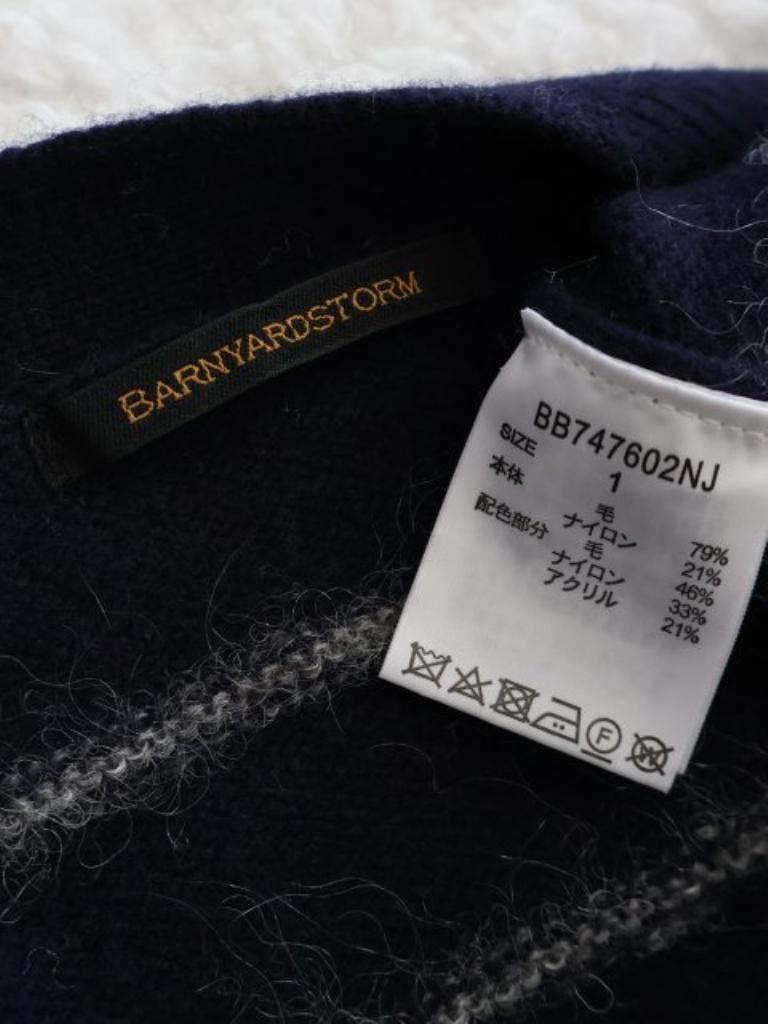 BARNYARDSTORM
BB747602NJ
SIZE 1
本体 毛 79%
ナイロン 21%
配色部分 毛 46%
ナイロン 33%
アクリル 21%
F
W